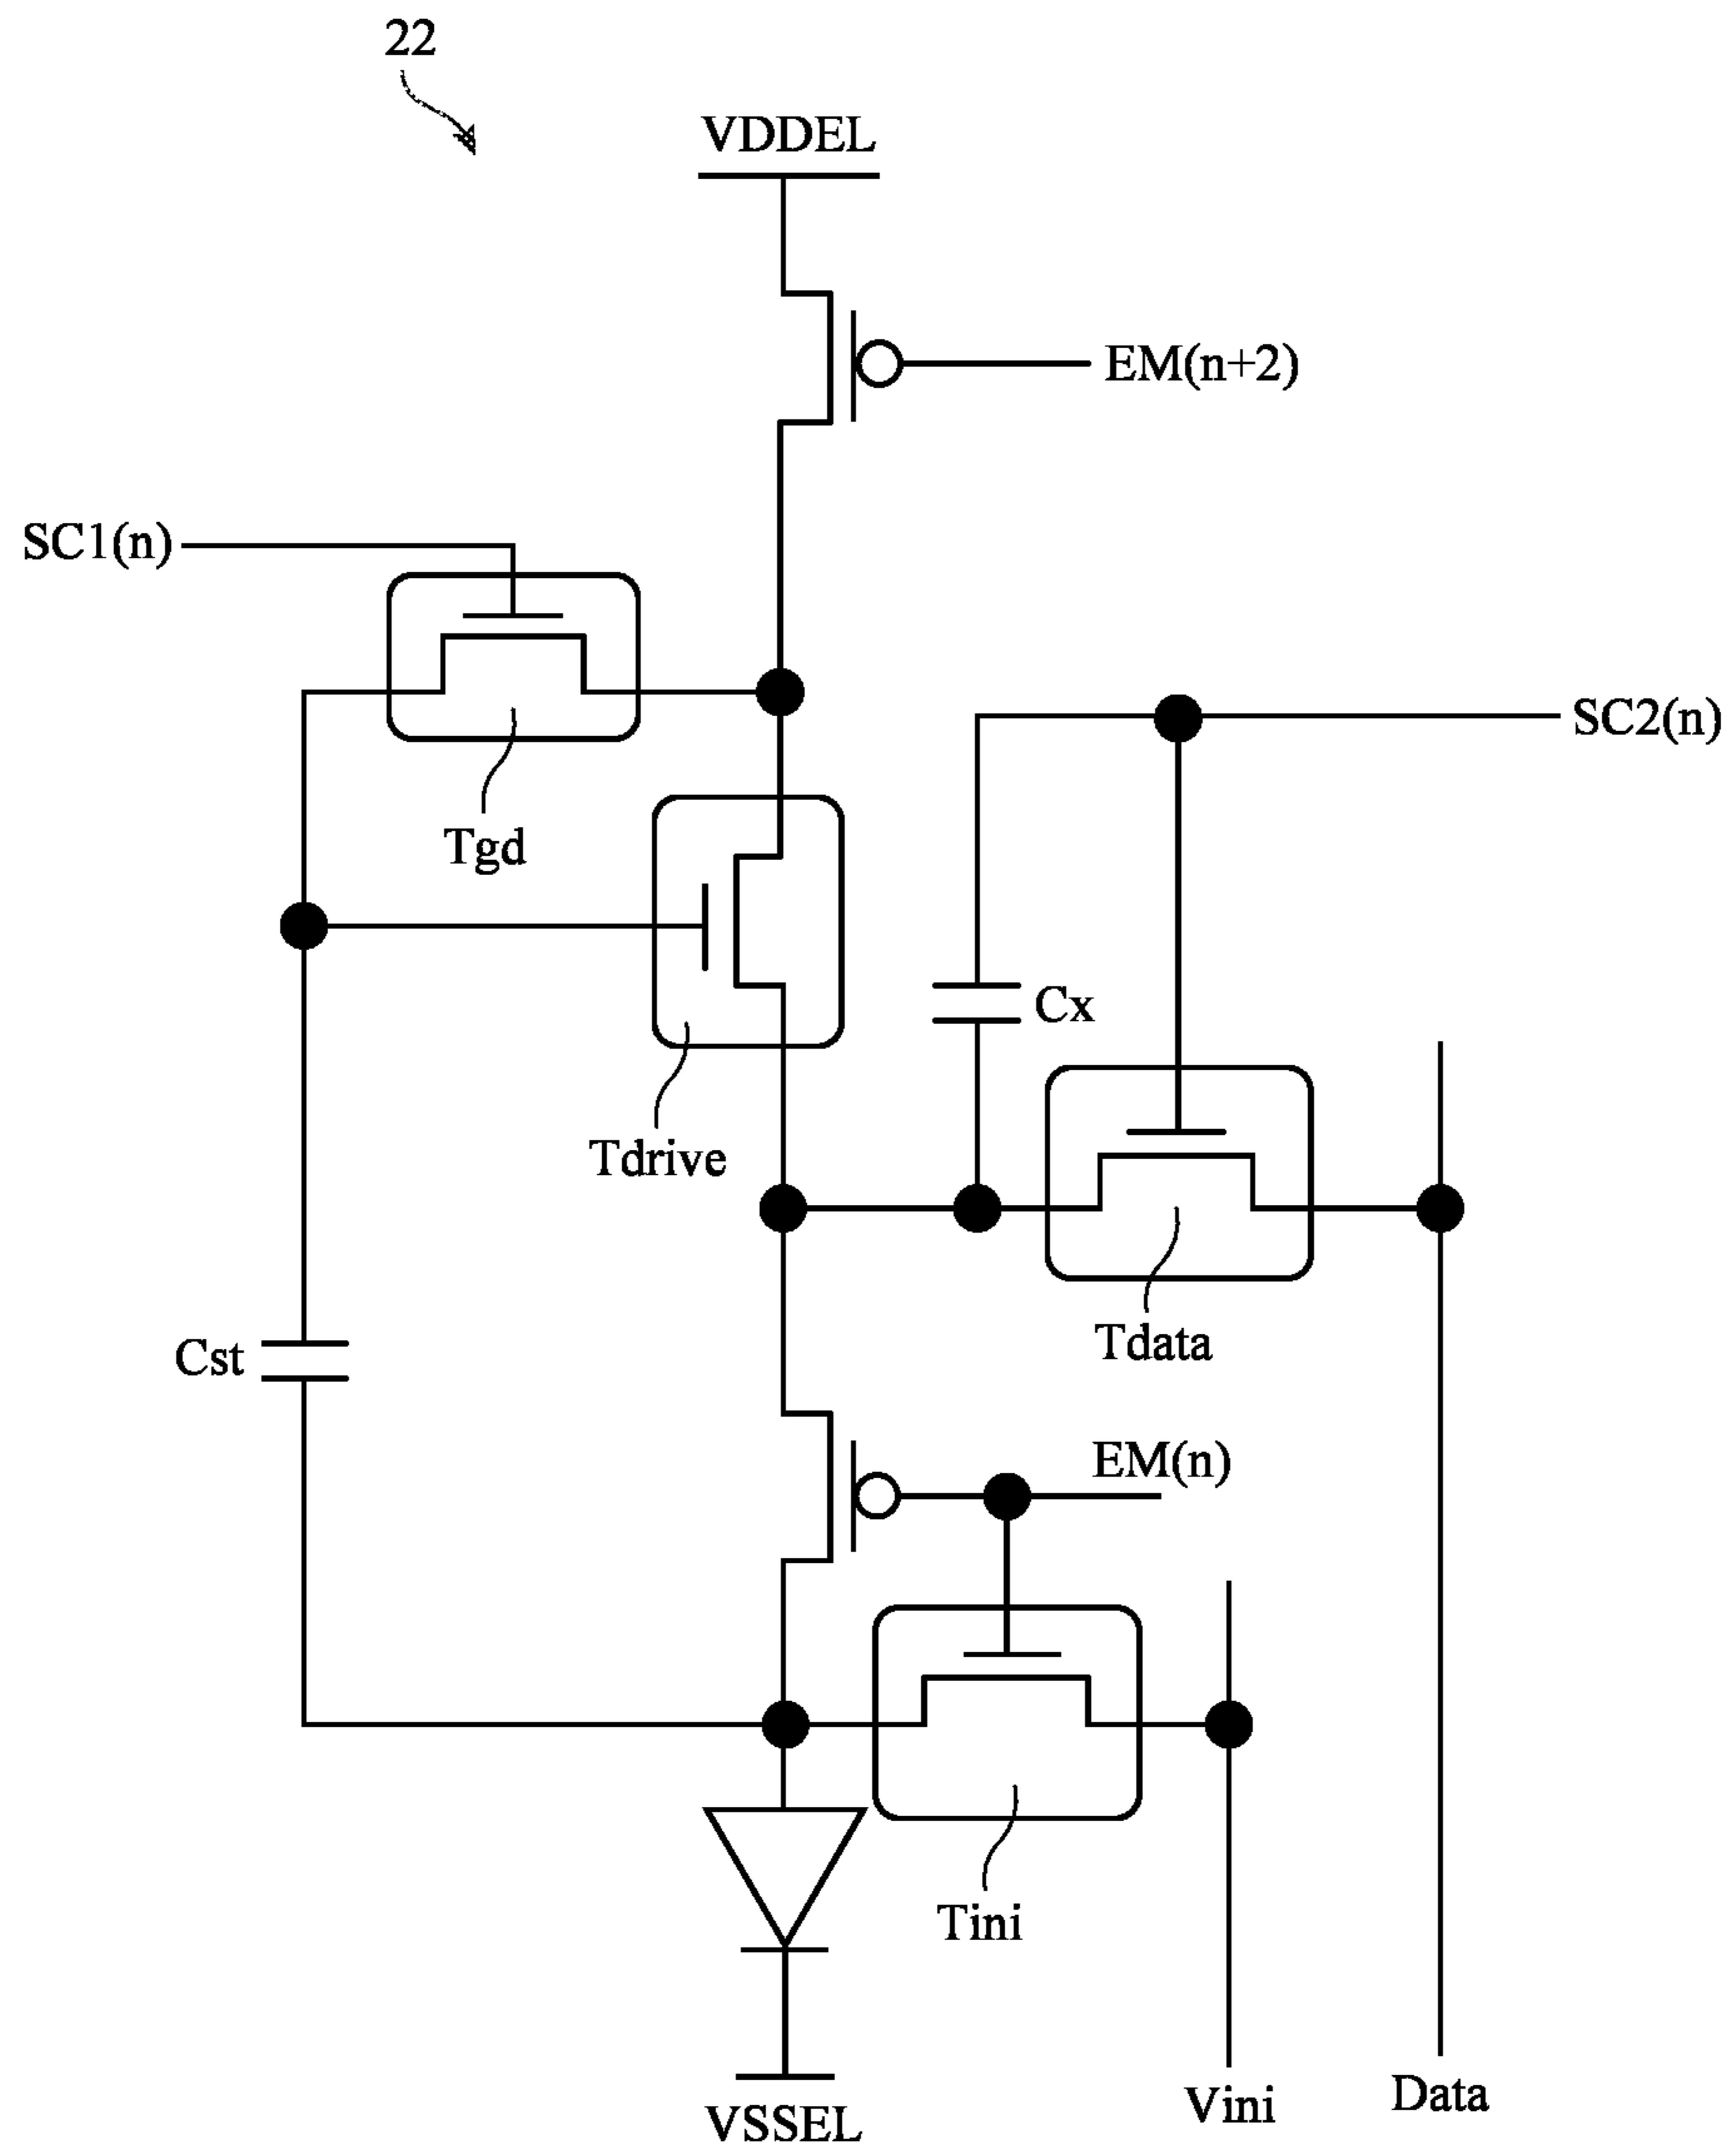 22
VDDEL
EM(n+2)
SC1(n)
SC2(n)
Tgd
Cx
Tdrive
Tdata
Cst
EM(n)
Tini
Vini
Data
VSSEL